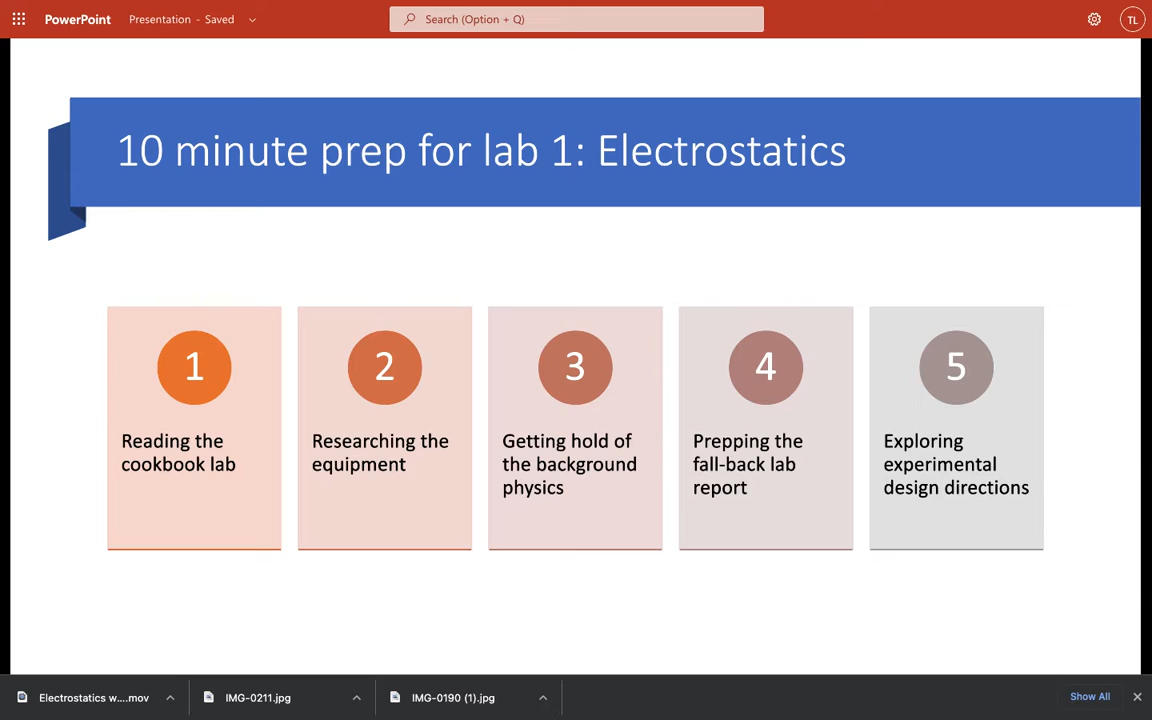 PowerPoint Presentation - Saved Search (Option + Q) TL
10 minute prep for lab 1: Electrostatics
1
Reading the
cookbook lab
2
Researching the
equipment
3
Getting hold of
the background
physics
4
Prepping the
fall-back lab
report
5
Exploring
experimental
design directions
Electrostatics w....mov IMG-0211.jpg IMG-0190 (1).jpg Show All